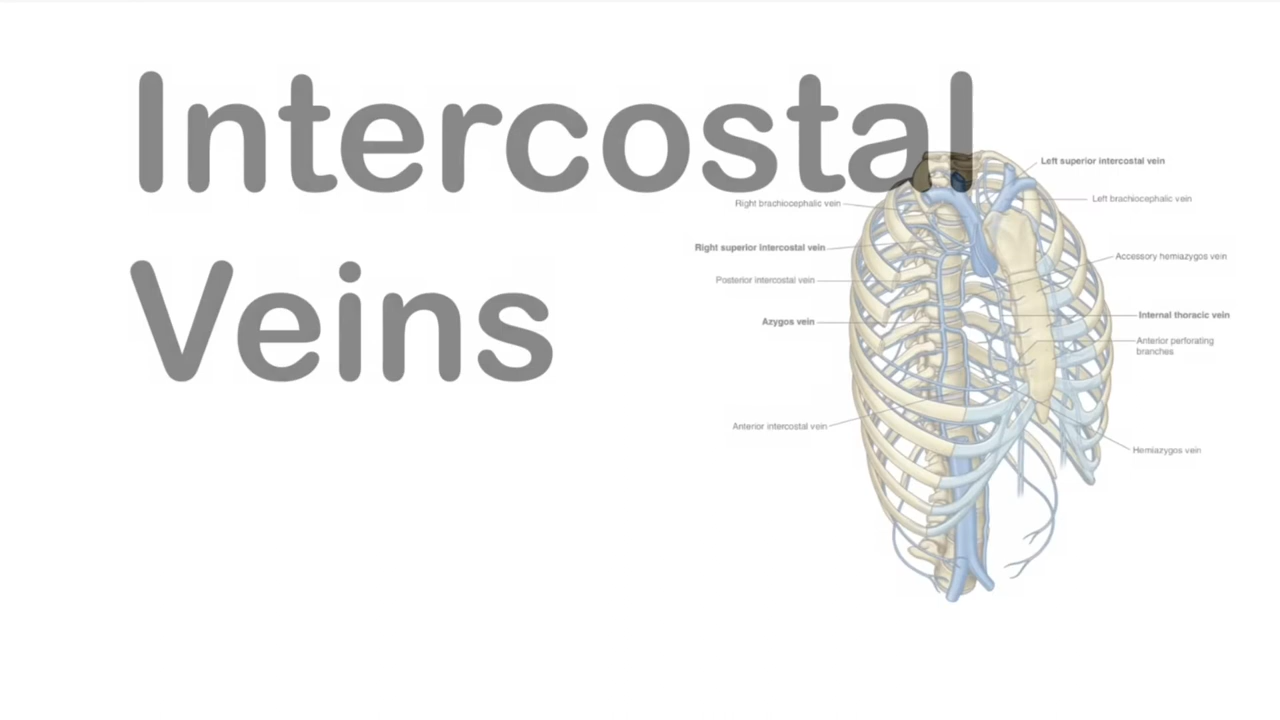 Intercostal
Veins
Left superior intercostal vein
Right brachiocephalic vein
Left brachiocephalic vein
Right superior intercostal vein
Accessory hemiazygos vein
Posterior intercostal vein
Azygos vein
Internal thoracic vein
Anterior perforating
branches
Anterior intercostal vein
Hemiazygos vein